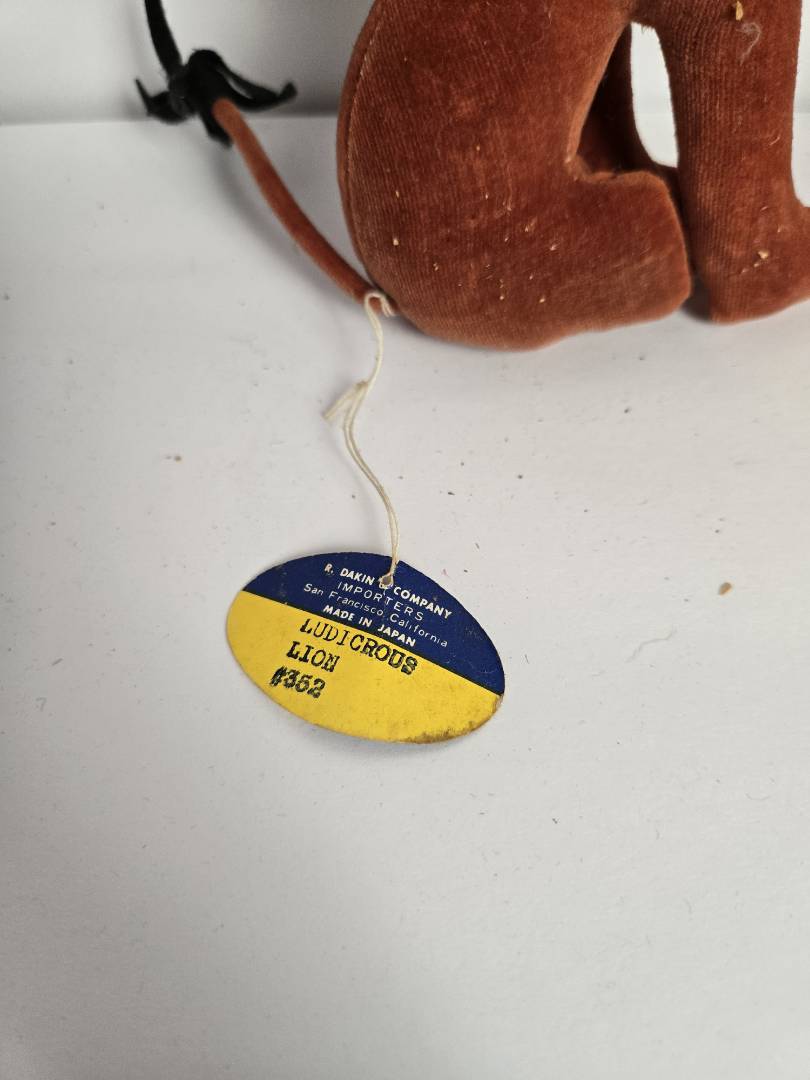 R. DAKIN & COMPANY
IMPORTERS
San Francisco, California
MADE IN JAPAN
LUDICROUS
LION
#352